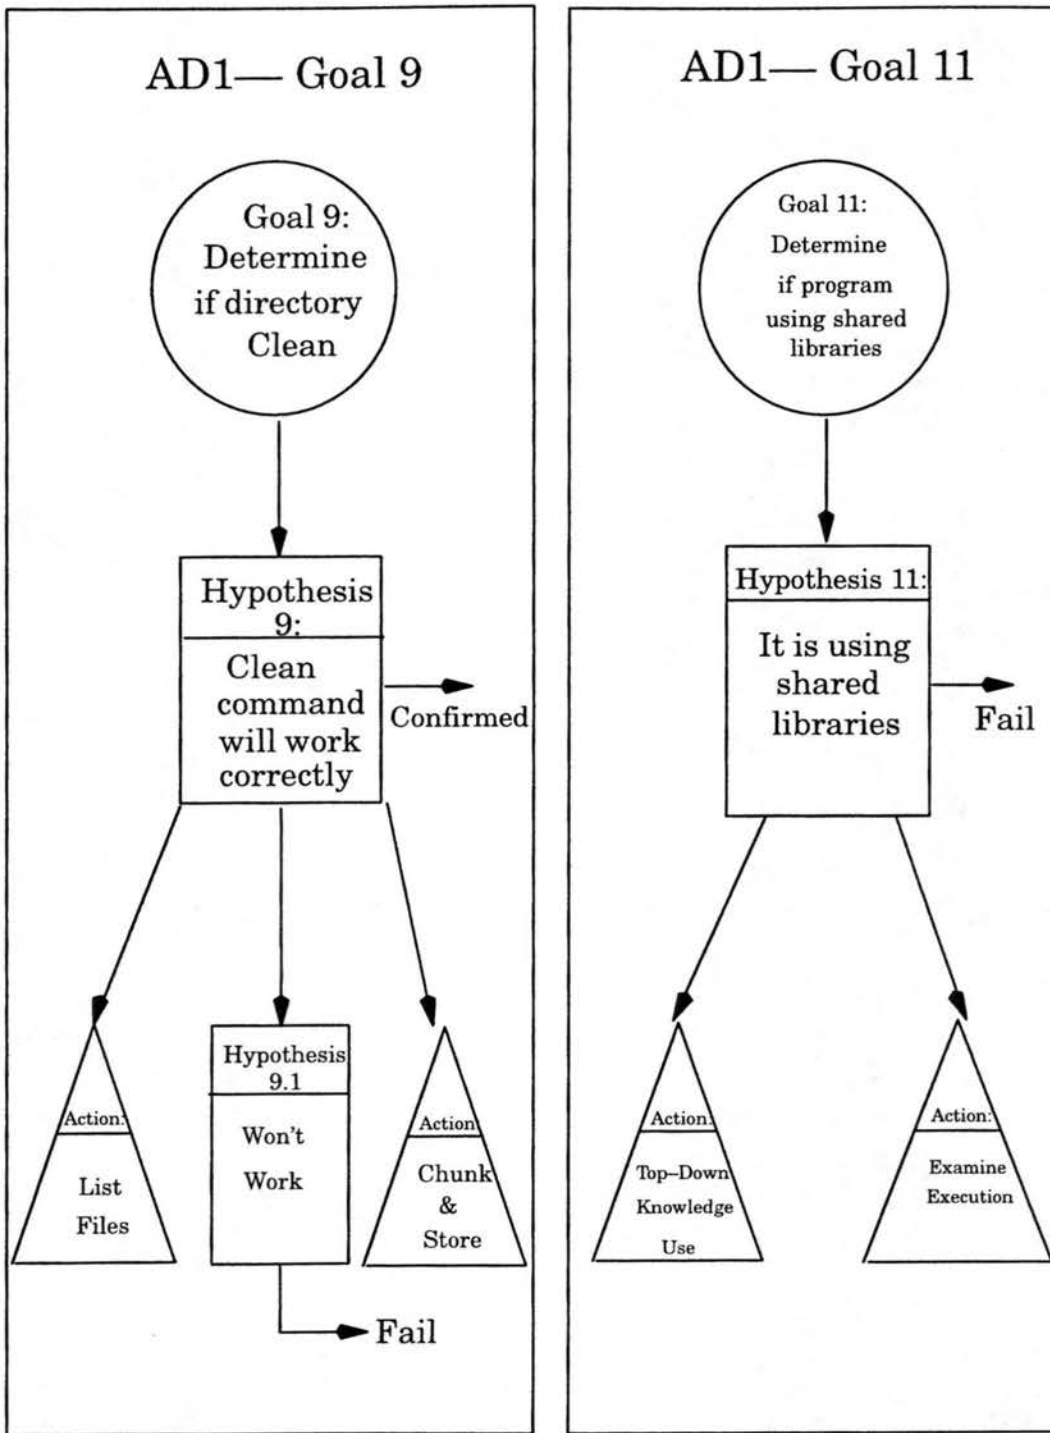 AD1— Goal 9
Goal 9:
Determine
if directory
Clean
Hypothesis
9:
Clean
command
will work
correctly
Confirmed
Action:
List
Files
Hypothesis
9.1
Won't
Work
Fail
Action:
Chunk
&
Store
AD1— Goal 11
Goal 11:
Determine
if program
using shared
libraries
Hypothesis 11:
It is using
shared
libraries
Fail
Action:
Top–Down
Knowledge
Use
Action:
Examine
Execution